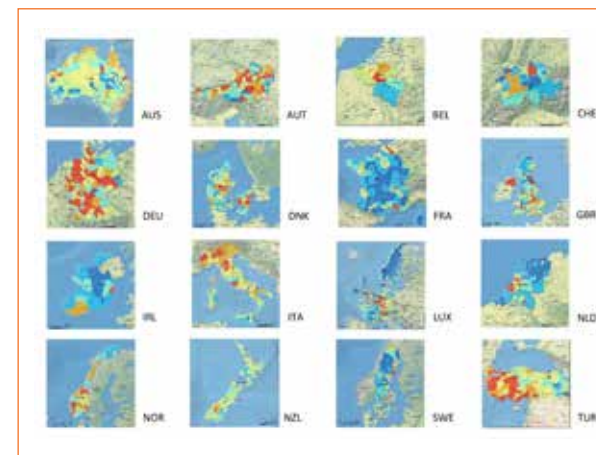 AUS AUT BEL CHE
DEU DNK FRA GBR
IRL ITA LUX NLD
NOR NZL SWE TUR